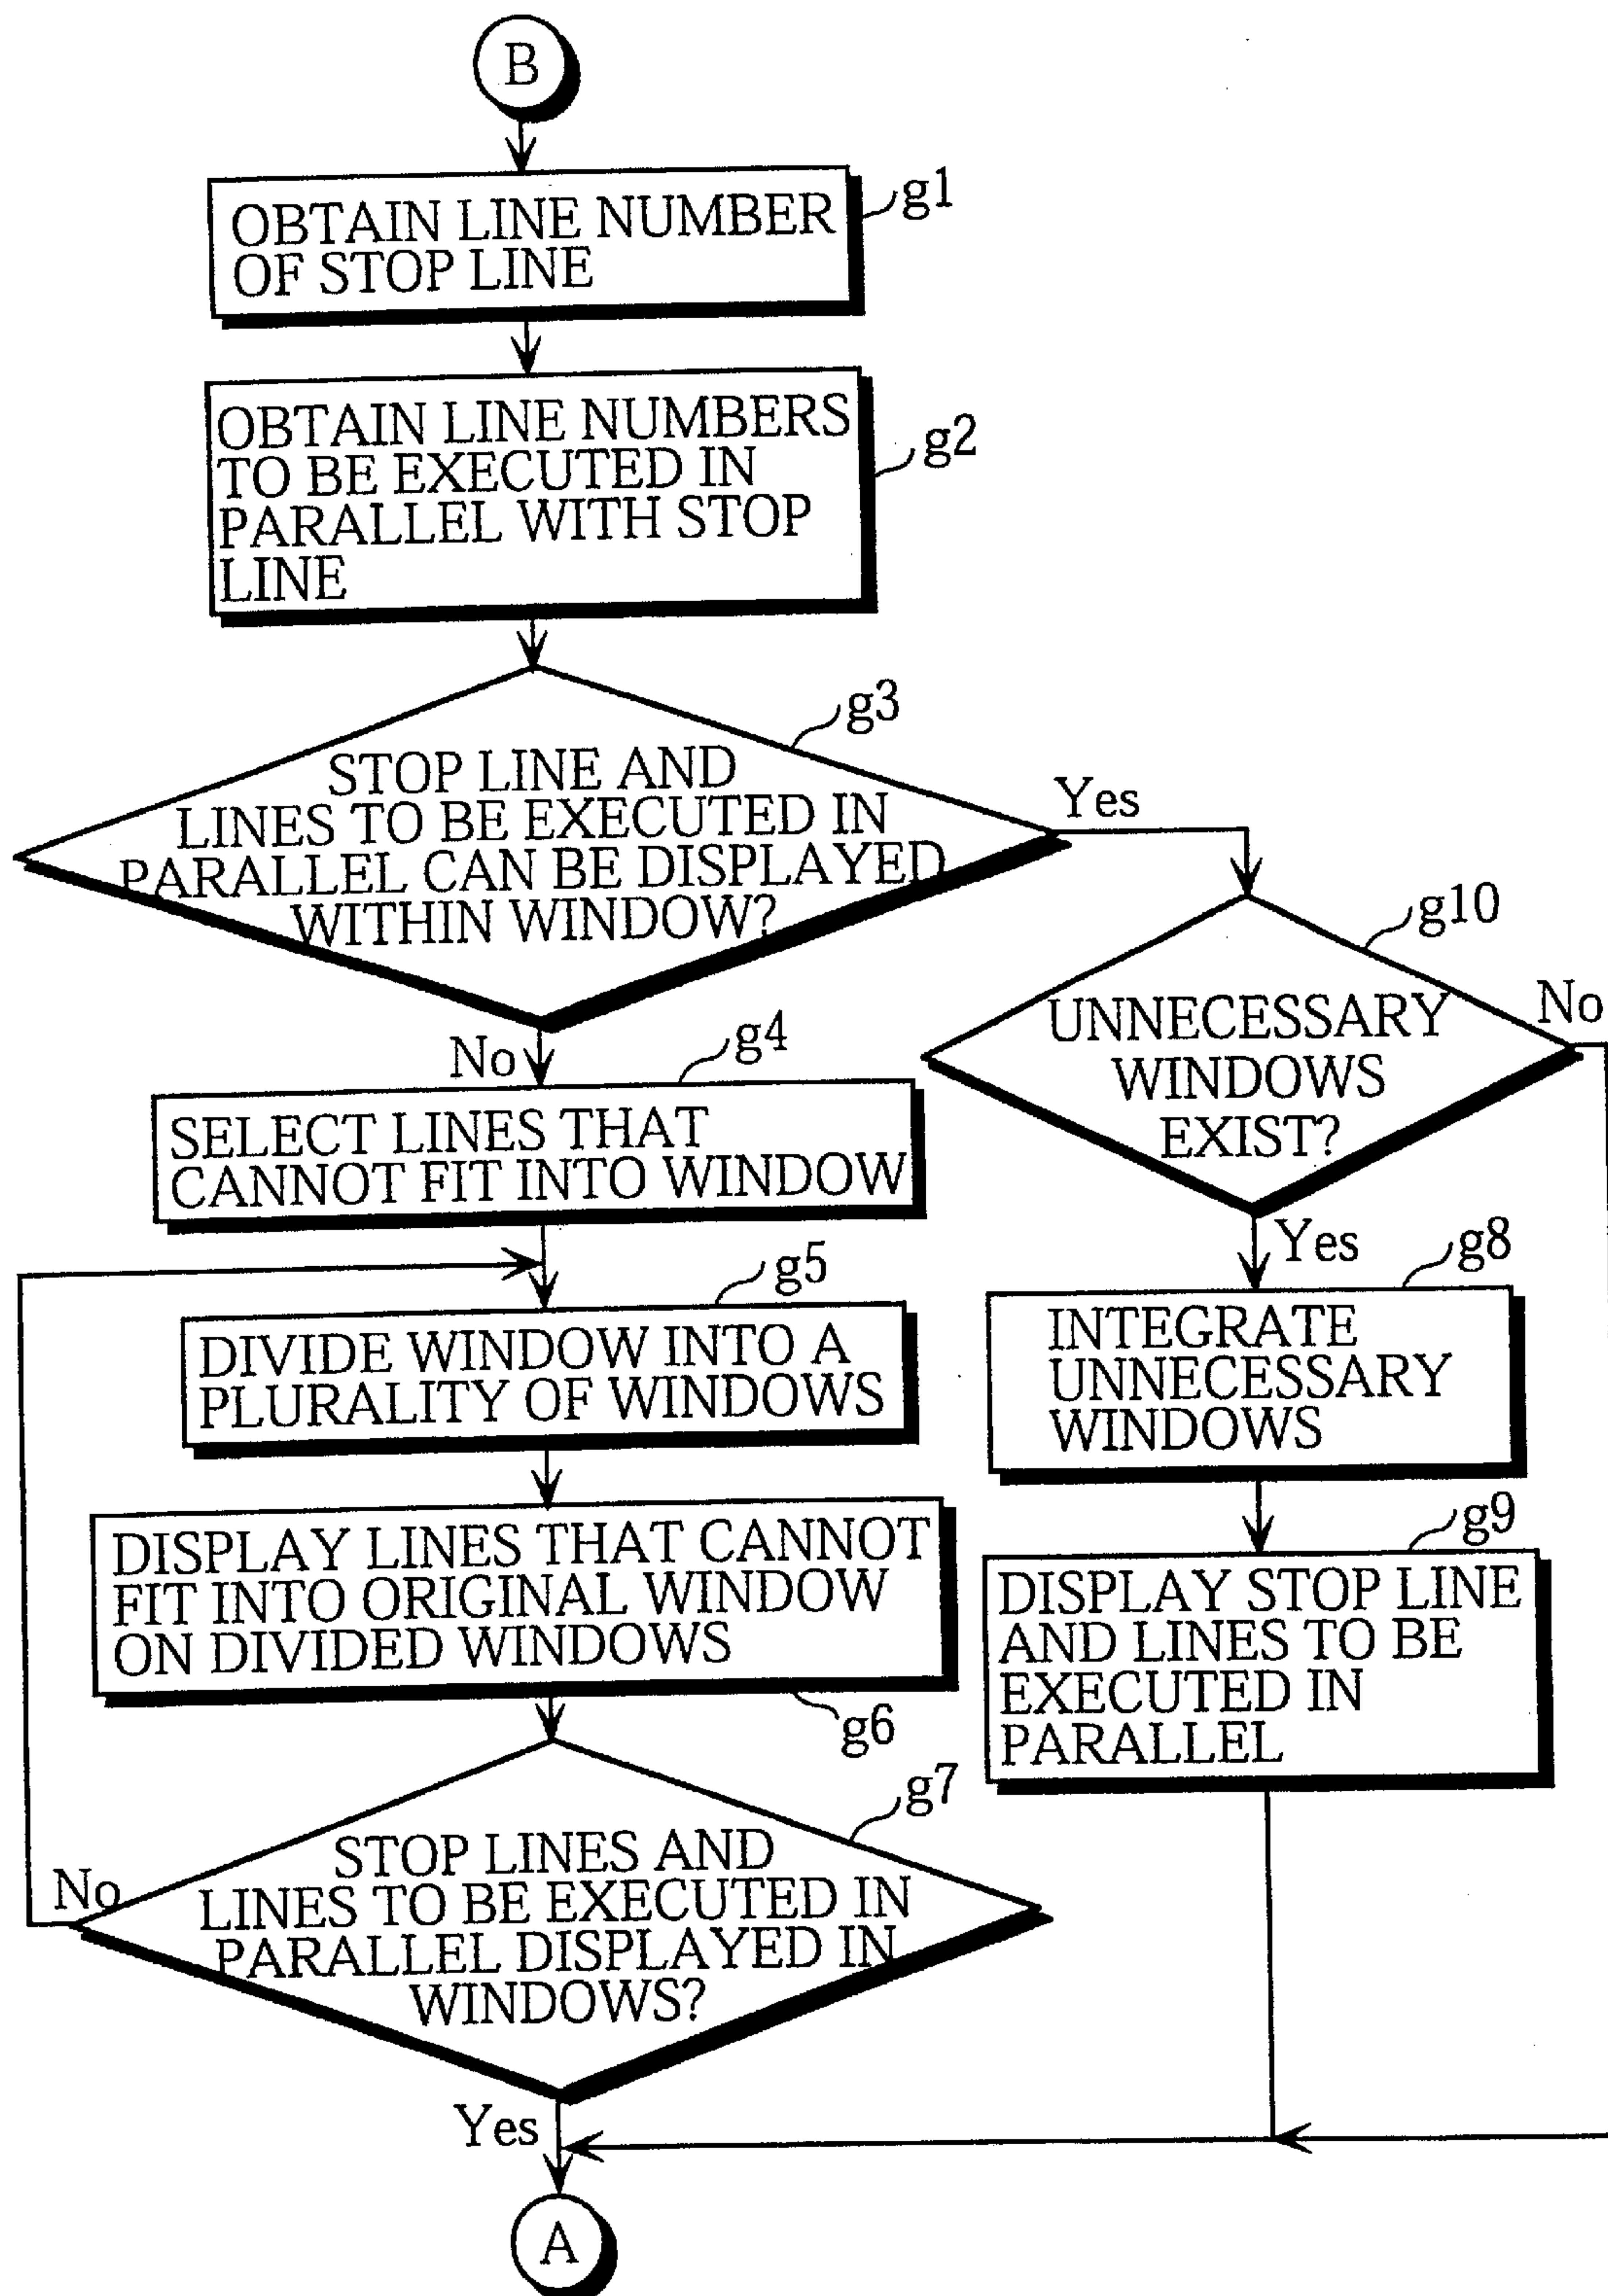 B
OBTAIN LINE NUMBER
OF STOP LINE
g1
OBTAIN LINE NUMBERS
TO BE EXECUTED IN
PARALLEL WITH STOP
LINE
g2
g3
STOP LINE AND
LINES TO BE EXECUTED IN
PARALLEL CAN BE DISPLAYED
WITHIN WINDOW?
Yes
No
g4
SELECT LINES THAT
CANNOT FIT INTO WINDOW
g5
DIVIDE WINDOW INTO A
PLURALITY OF WINDOWS
DISPLAY LINES THAT CANNOT
FIT INTO ORIGINAL WINDOW
ON DIVIDED WINDOWS
g6
g7
STOP LINES AND
LINES TO BE EXECUTED IN
PARALLEL DISPLAYED IN
WINDOWS?
No
Yes
g10
UNNECESSARY
WINDOWS
EXIST?
No
Yes
g8
INTEGRATE
UNNECESSARY
WINDOWS
g9
DISPLAY STOP LINE
AND LINES TO BE
EXECUTED IN
PARALLEL
A